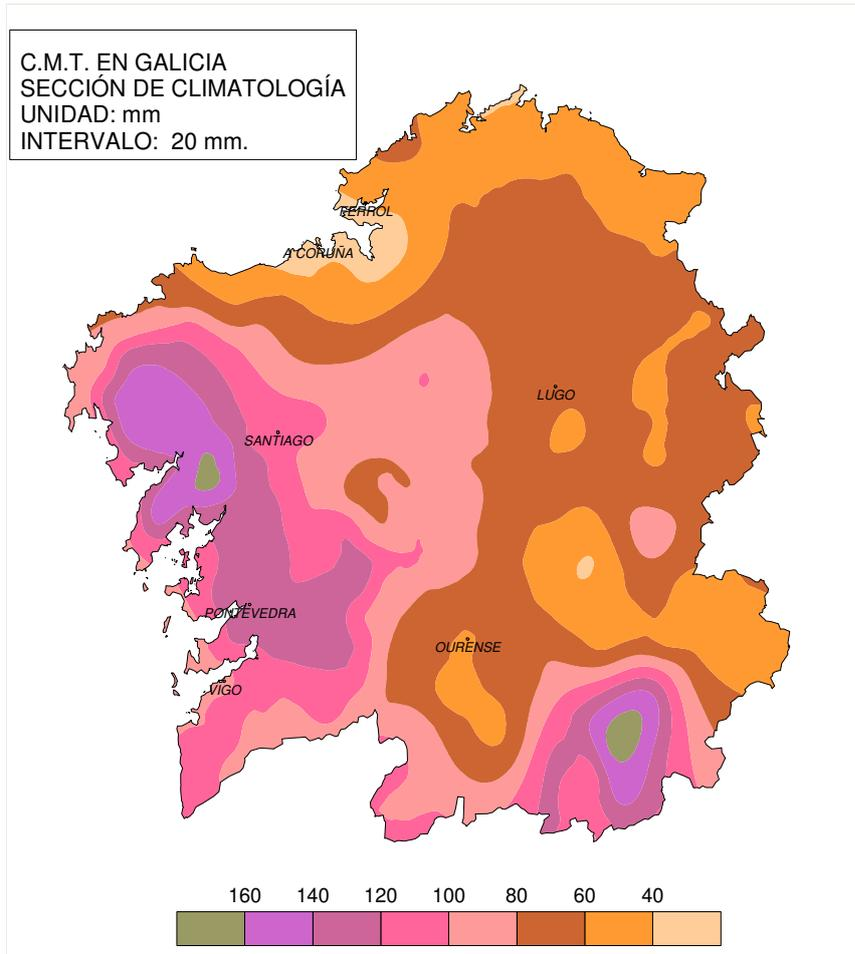 C.M.T. EN GALICIA
SECCIÓN DE CLIMATOLOGÍA
UNIDAD: mm
INTERVALO: 20 mm.
FERROL
A CORUÑA
LUGO
SANTIAGO
PONTEVEDRA
OURENSE
VIGO
160 140 120 100 80 60 40